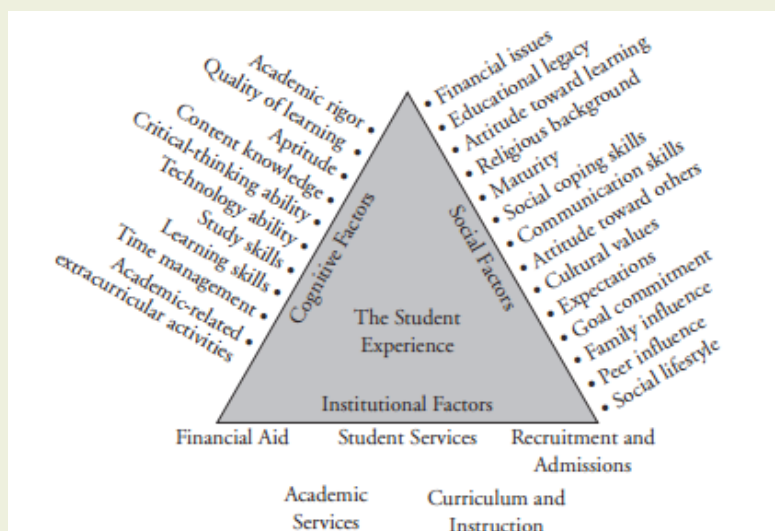 Academic rigor
Quality of learning
Aptitude
Content knowledge
Critical-thinking ability
Technology ability
Study skills
Learning skills
Time management
Academic-related
extracurricular activities
Cognitive Factors
• Financial issues
• Educational legacy
• Attitude toward learning
• Religious background
• Maturity
• Social coping skills
• Communication skills
• Attitude toward others
• Cultural values
• Expectations
• Goal commitment
• Family influence
• Peer influence
• Social lifestyle
Social Factors
The Student
Experience
Institutional Factors
Financial Aid
Student Services
Recruitment and
Admissions
Academic
Services
Curriculum and
Instruction